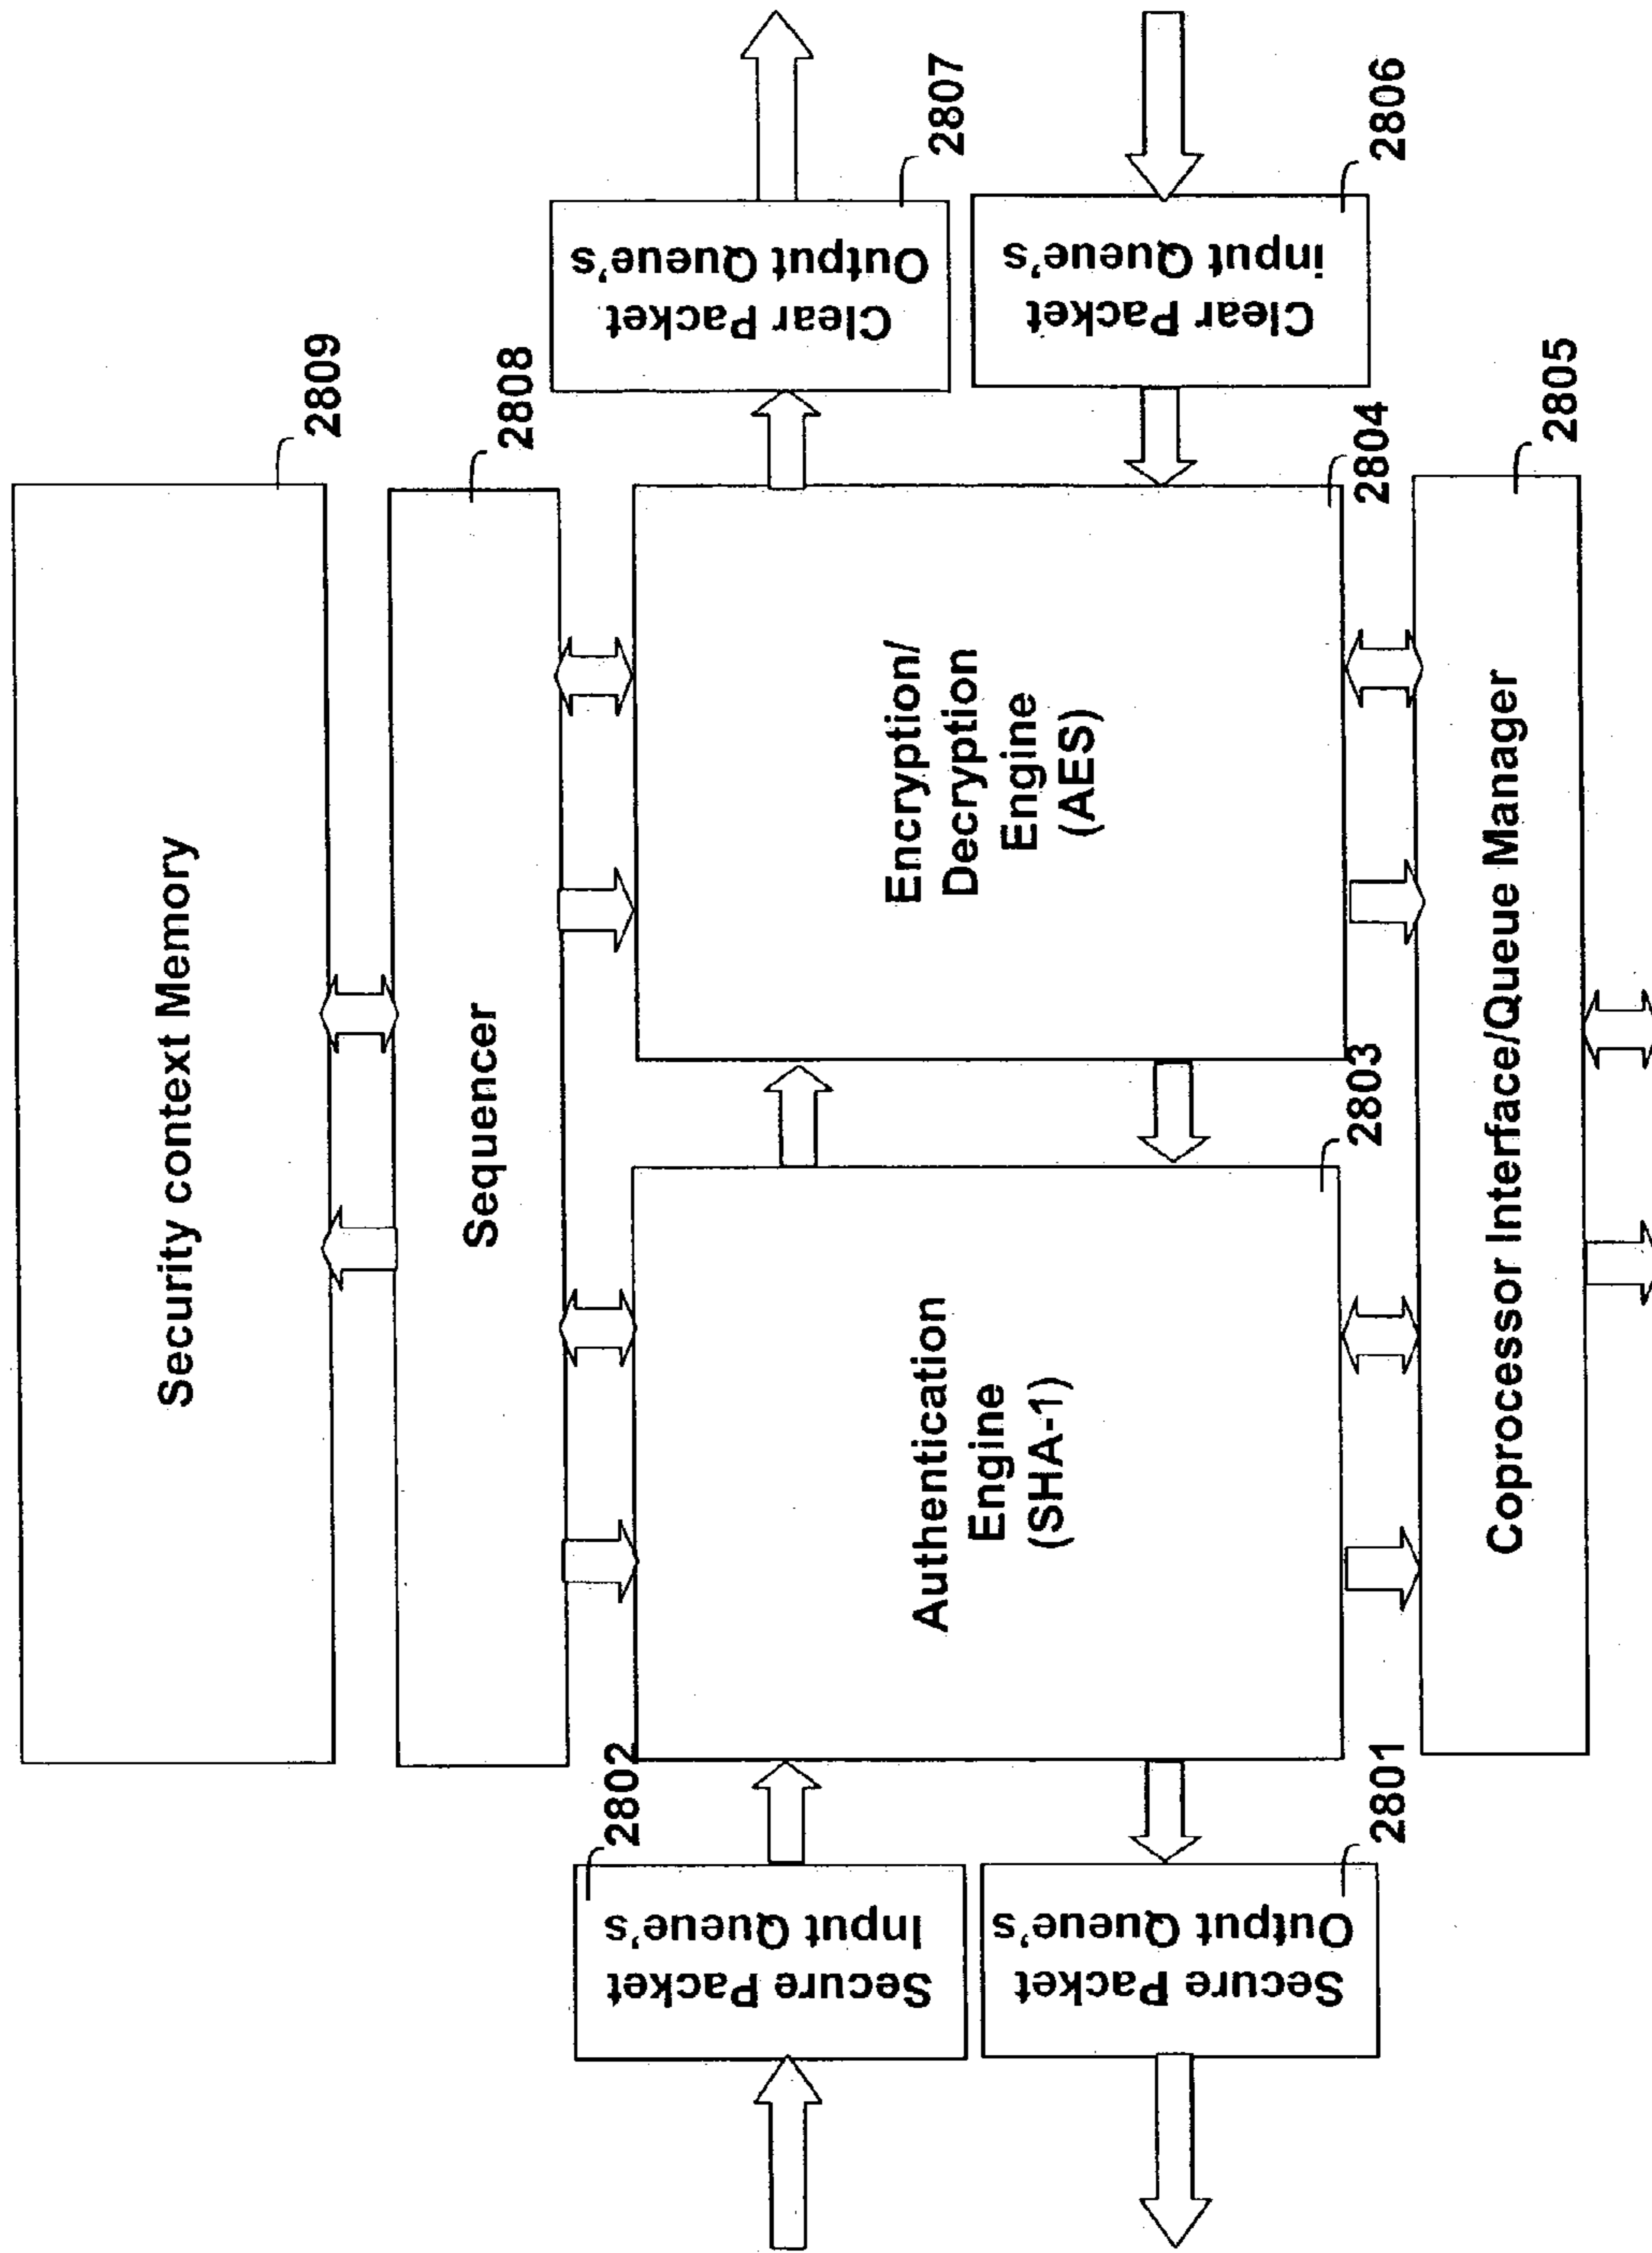 Security context Memory
2809
Sequencer
2808
Secure Packet
Input Queue's
2802
Secure Packet
Output Queue's
2801
Authentication
Engine
(SHA-1)
2803
Encryption/
Decryption
Engine
(AES)
2804
Clear Packet
Output Queue's
2807
Clear Packet
input Queue's
2806
Coprocessor Interface/Queue Manager
2805